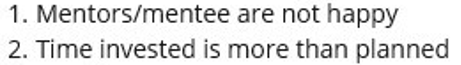 1. Mentors/mentee are not happy
2. Time invested is more than planned